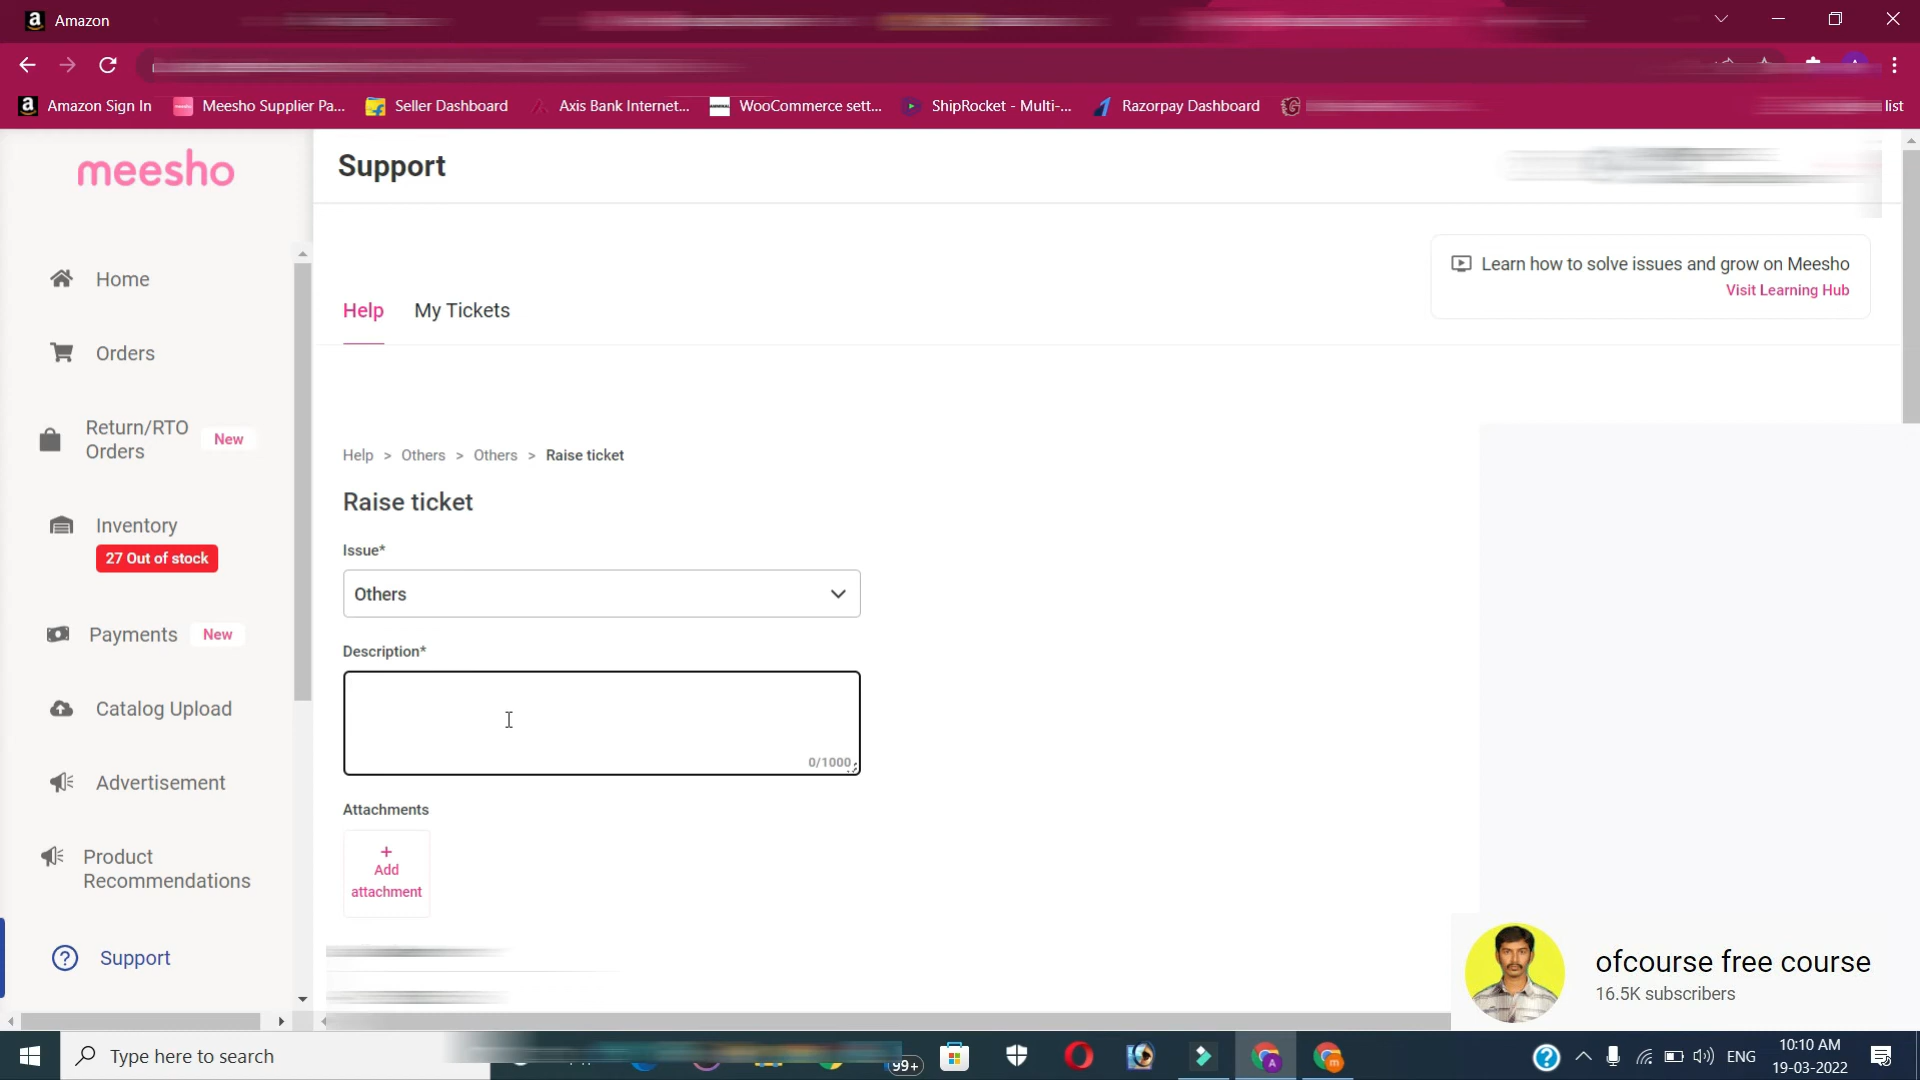 Amazon
Amazon Sign In
Meesho Supplier Pa...
Seller Dashboard
Axis Bank Internet...
WooCommerce sett...
ShipRocket - Multi-...
Razorpay Dashboard
list
meesho
Support
Learn how to solve issues and grow on Meesho
Visit Learning Hub
Home
Help
My Tickets
Orders
Return/RTO
Orders
New
Help > Others > Others > Raise ticket
Raise ticket
Inventory
27 Out of stock
Issue*
Others
Payments
New
Description*
0/1000
Catalog Upload
Advertisement
Attachments
+
Add
attachment
Product
Recommendations
Support
ofcourse free course
16.5K subscribers
Type here to search
99+
ENG
10:10 AM
19-03-2022